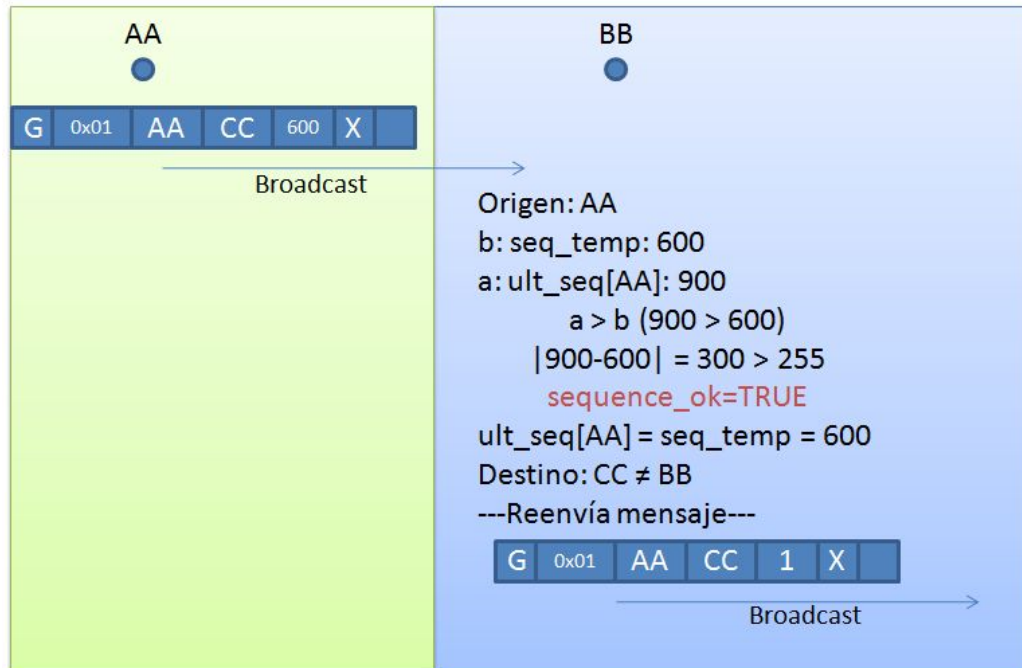 AA
G 0x01 AA CC 600 X
Broadcast
BB
Origen: AA
b: seq_temp: 600
a: ult_seq[AA]: 900
a > b (900 > 600)
|900-600| = 300 > 255
sequence_ok=TRUE
ult_seq[AA] = seq_temp = 600
Destino: CC ≠ BB
---Reenvía mensaje---
G 0x01 AA CC 1 X
Broadcast